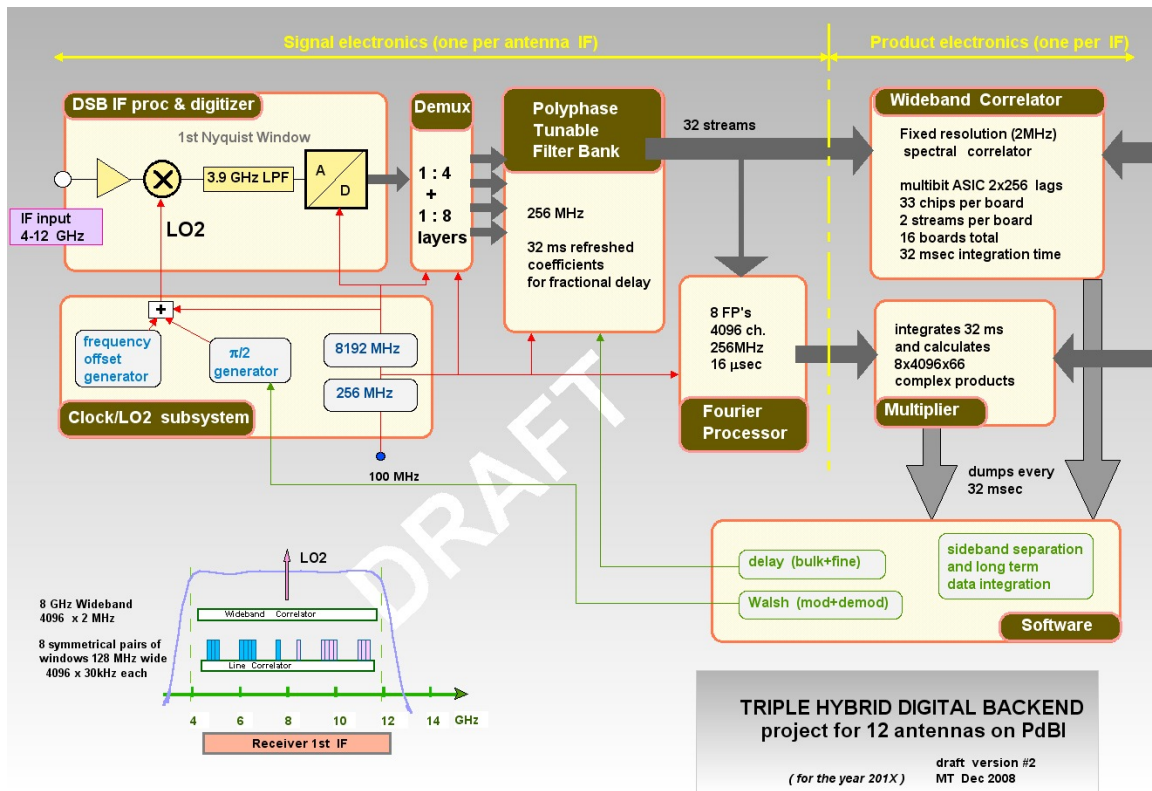 Signal electronics (one per antenna IF)
Product electronics (one per IF)
DSB IF proc & digitizer
1st Nyquist Window
3.9 GHz LPF
A
D
IF input
4-12 GHz
LO2
Demux
1 : 4
+
1 : 8
layers
Polyphase
Tunable
Filter Bank
256 MHz
32 ms refreshed
coefficients
for fractional delay
32 streams
Wideband Correlator
Fixed resolution (2MHz)
spectral correlator
multibit ASIC 2x256 lags
33 chips per board
2 streams per board
16 boards total
32 msec integration time
+
frequency
offset
generator
π/2
generator
8192 MHz
256 MHz
Clock/LO2 subsystem
100 MHz
8 FP's
4096 ch.
256MHz
16 µsec
Fourier
Processor
integrates 32 ms
and calculates
8x4096x66
complex products
Multiplier
dumps every
32 msec
delay (bulk+fine)
Walsh (mod+demod)
sideband separation
and long term
data integration
Software
DRAFT
LO2
8 GHz Wideband
4096 x 2 MHz
Wideband Correlator
8 symmetrical pairs of
windows 128 MHz wide
4096 x 30kHz each
Line Correlator
4 6 8 10 12 14 GHz
Receiver 1st IF
TRIPLE HYBRID DIGITAL BACKEND
project for 12 antennas on PdBI
draft version #2
( for the year 201X ) MT Dec 2008